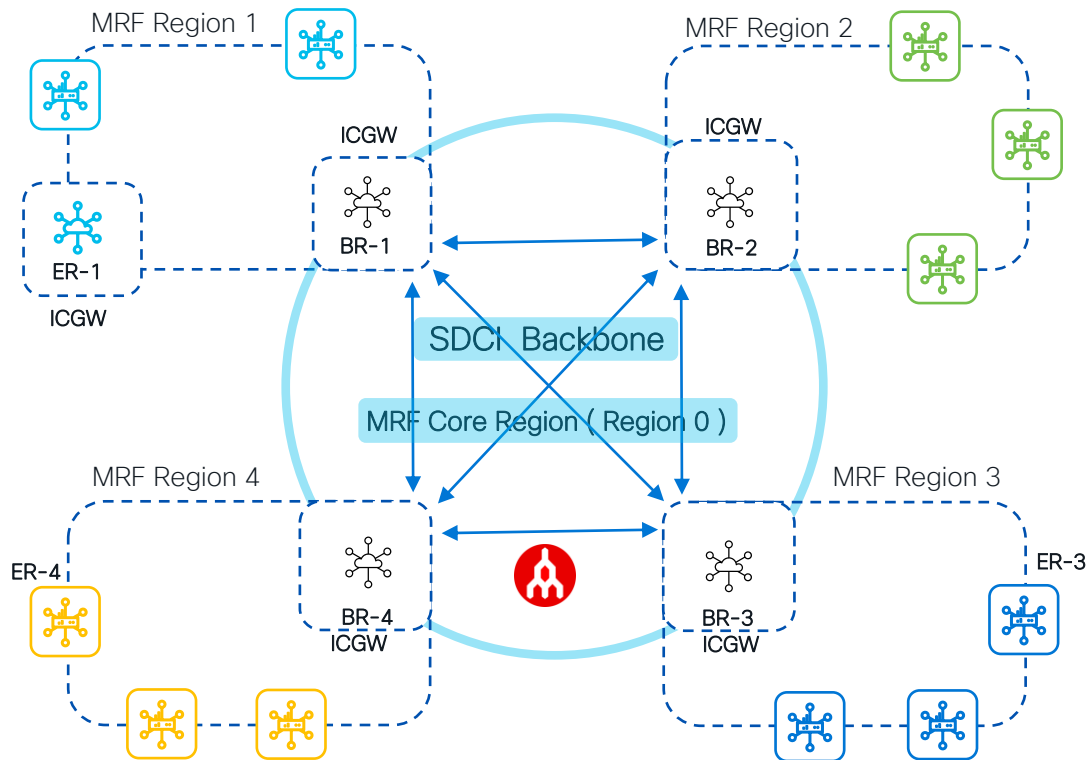 MRF Region 1
MRF Region 2
ICGW
ICGW
BR-1
BR-2
ER-1
ICGW
SDCI Backbone
MRF Core Region ( Region 0 )
MRF Region 4
MRF Region 3
ER-4
ER-3
BR-4
ICGW
BR-3
ICGW